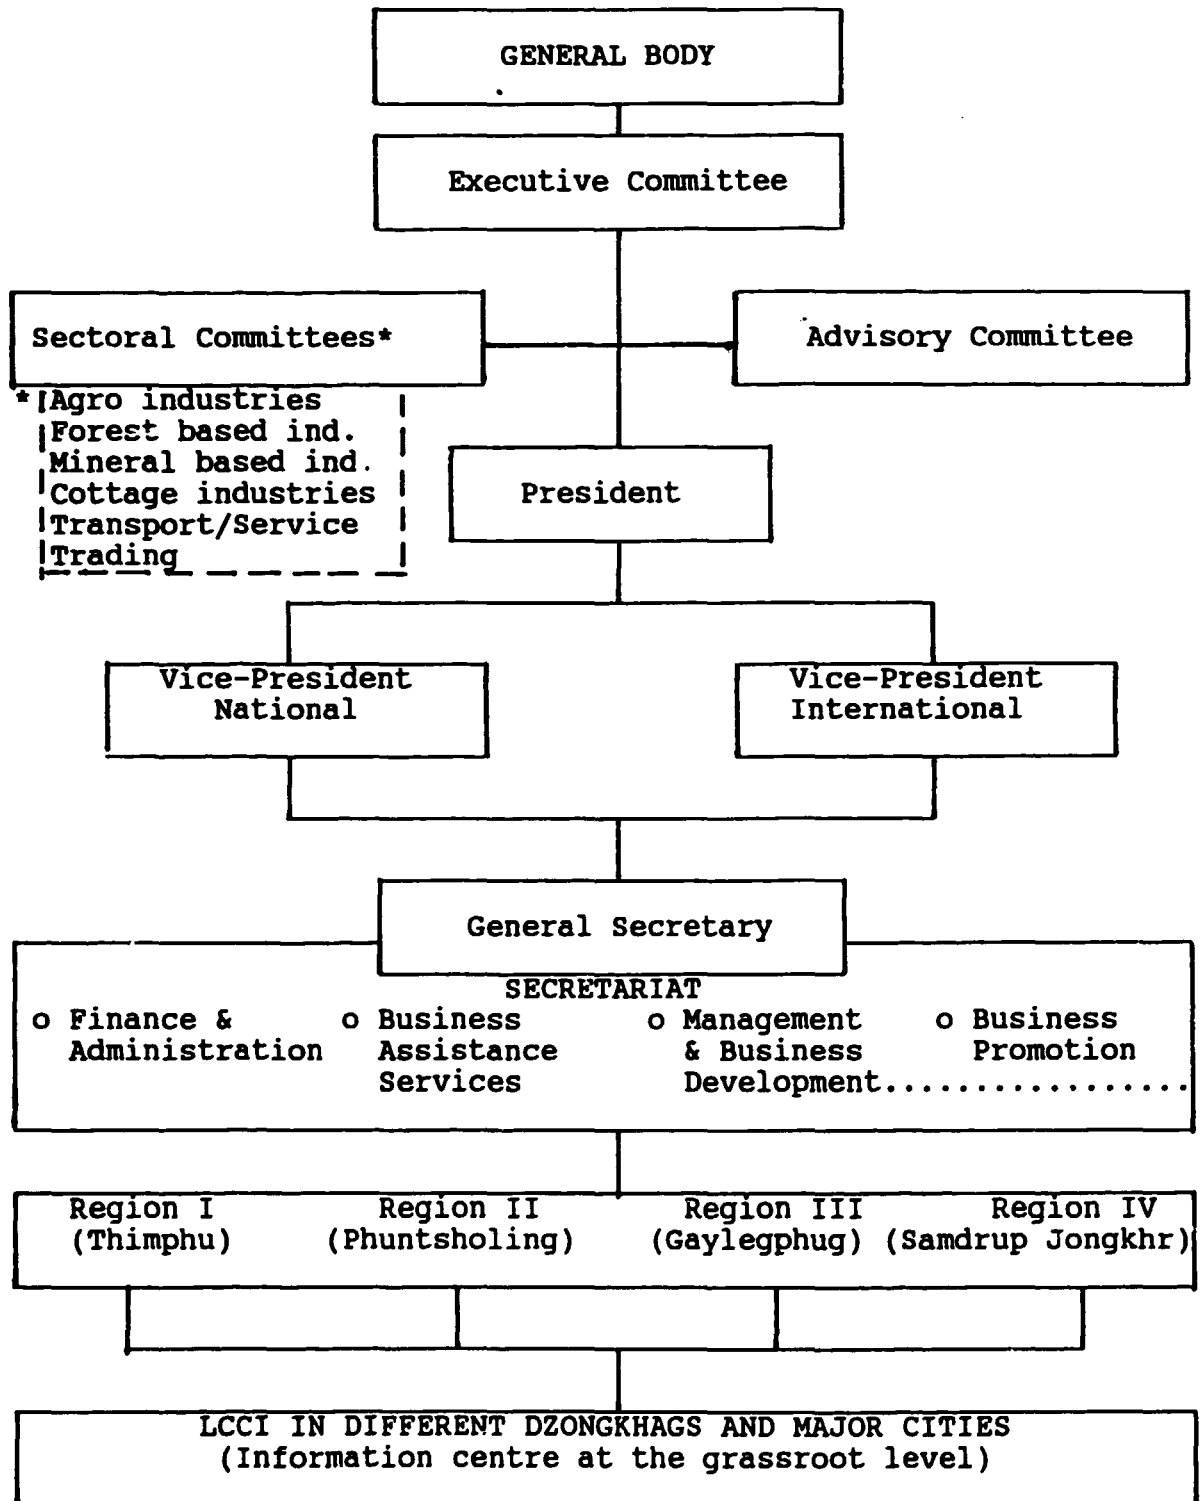 GENERAL BODY
Executive Committee
Sectoral Committees*
Advisory Committee
* Agro industries
Forest based ind.
Mineral based ind.
Cottage industries
Transport/Service
Trading
President
Vice-President
National
Vice-President
International
General Secretary
SECRETARIAT
o Finance &
Administration
o Business
Assistance
Services
o Management
& Business
Development.................
o Business
Promotion
Region I
(Thimphu)
Region II
(Phuntsholing)
Region III
(Gaylegphug)
Region IV
(Samdrup Jongkhr)
LCCI IN DIFFERENT DZONGKHAGS AND MAJOR CITIES
(Information centre at the grassroot level)